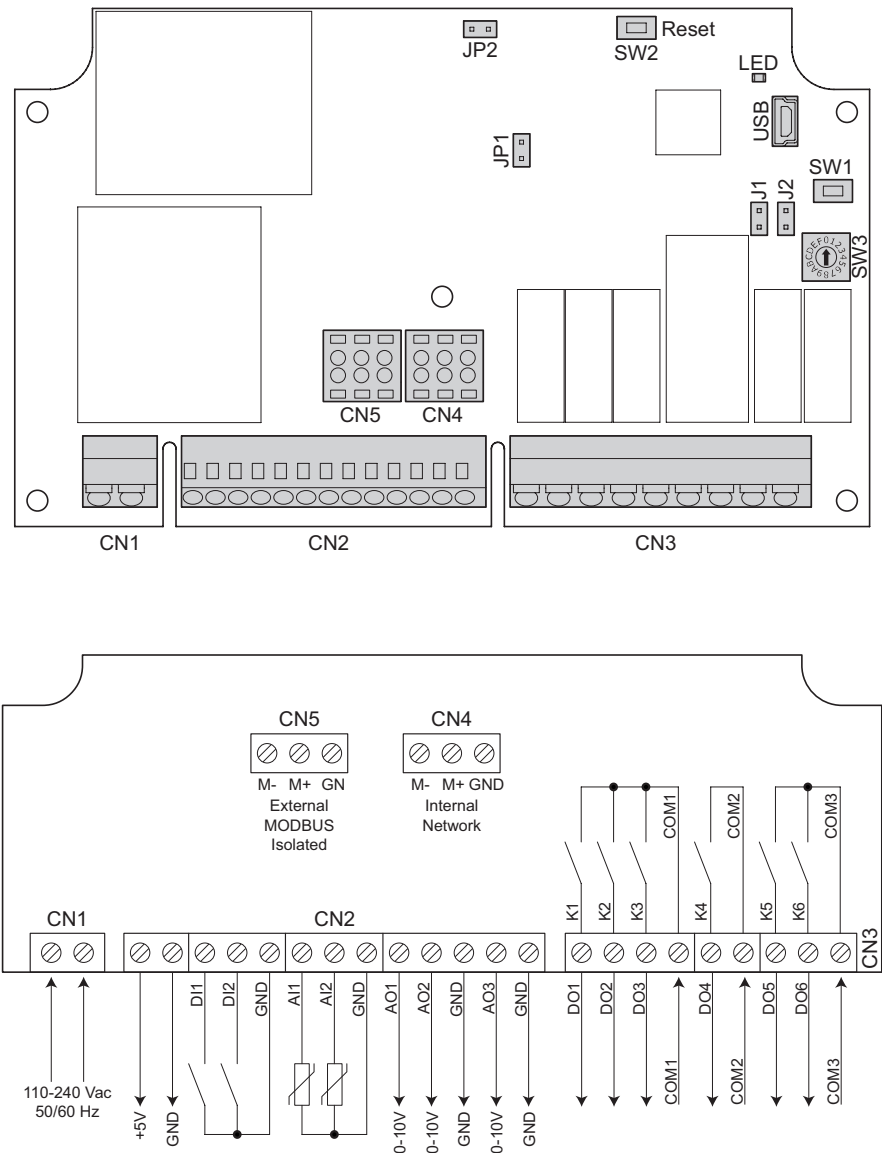 JP2
Reset
SW2
LED
USB
JP1
SW1
J1
J2
SW3
ABCDEF0123456789
CN5
CN4
CN1
CN2
CN3
CN5
CN4
M- M+ GN
M- M+ GND
External
MODBUS
Isolated
Internal
Network
COM1
COM2
COM3
K1
K2
K3
K4
K5
K6
CN1
CN2
CN3
DI1
DI2
GND
AI1
AI2
GND
AO1
AO2
GND
AO3
GND
DO1
DO2
DO3
DO4
DO5
DO6
110-240 Vac
50/60 Hz
+5V
GND
0-10V
0-10V
GND
0-10V
GND
COM1
COM2
COM3